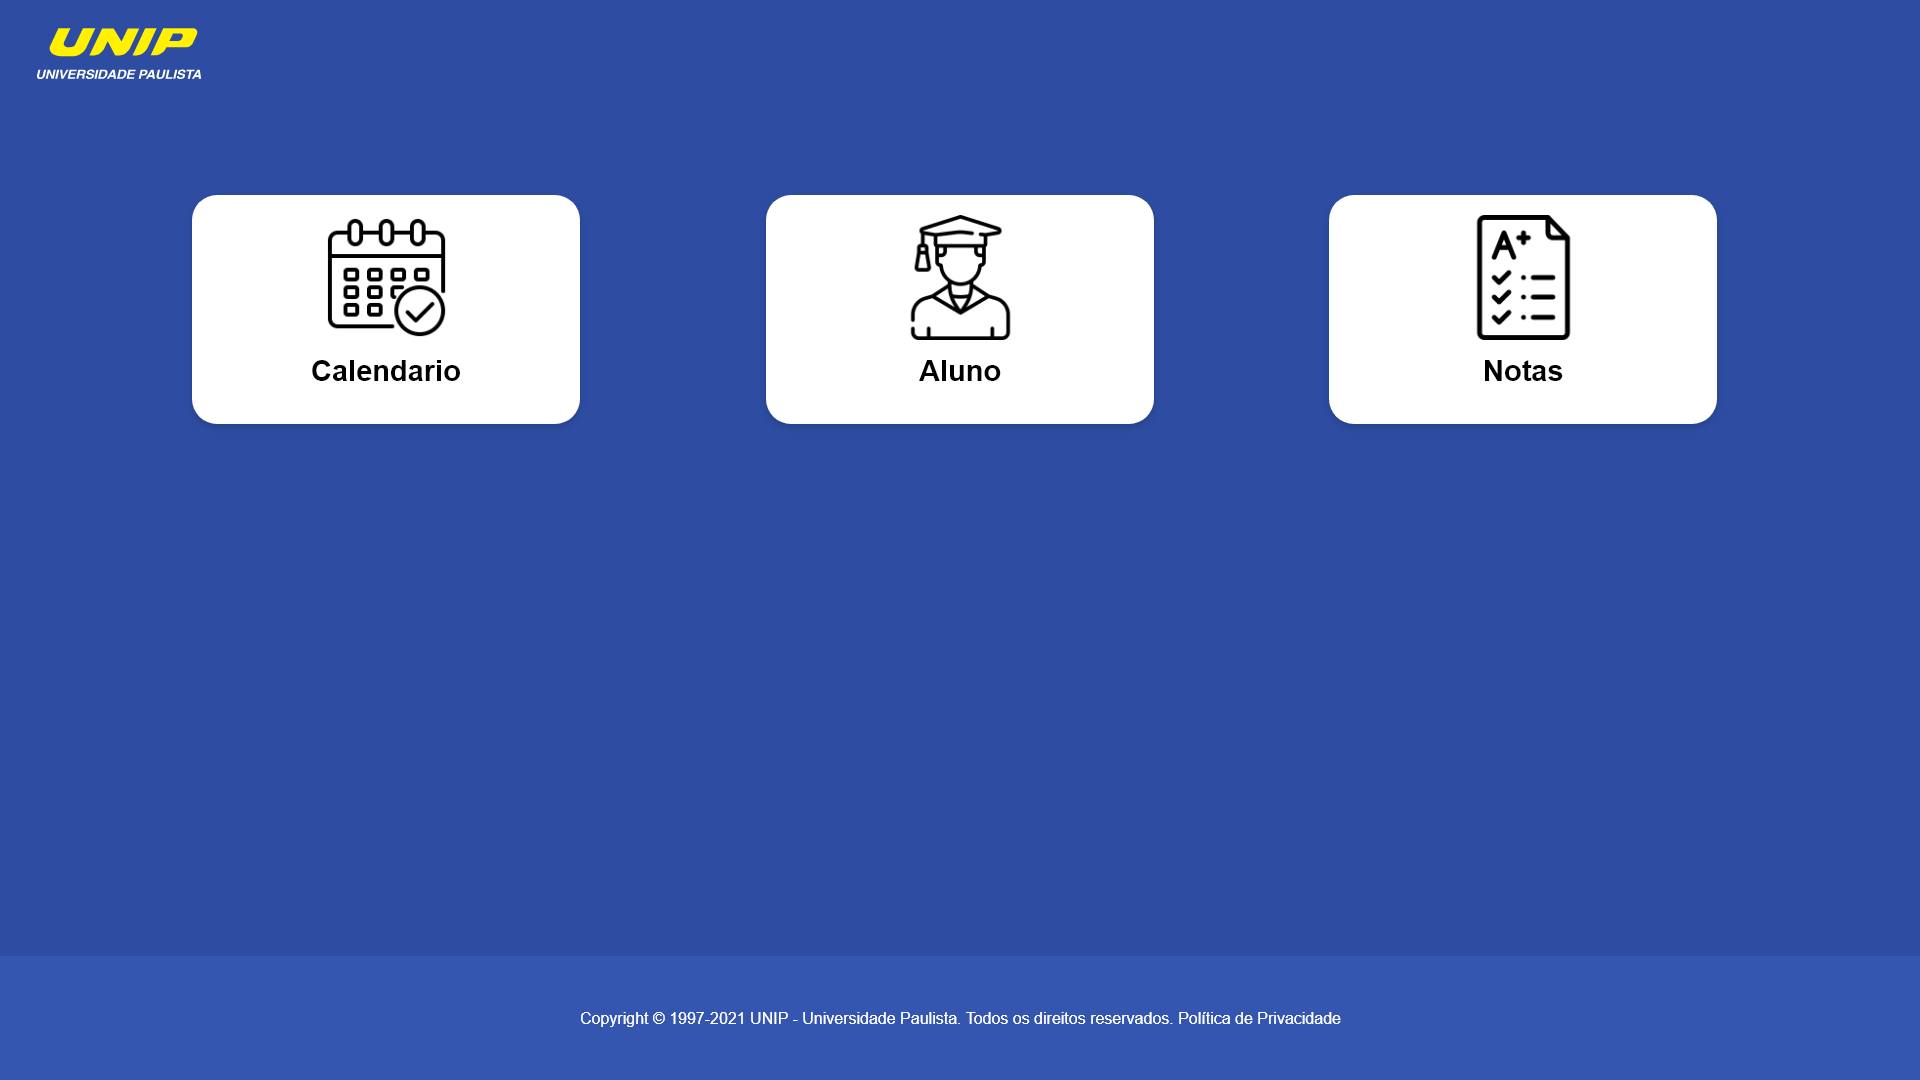 UNIP
UNIVERSIDADE PAULISTA
Calendario
Aluno
A+
Notas
Copyright © 1997-2021 UNIP - Universidade Paulista. Todos os direitos reservados. Política de Privacidade